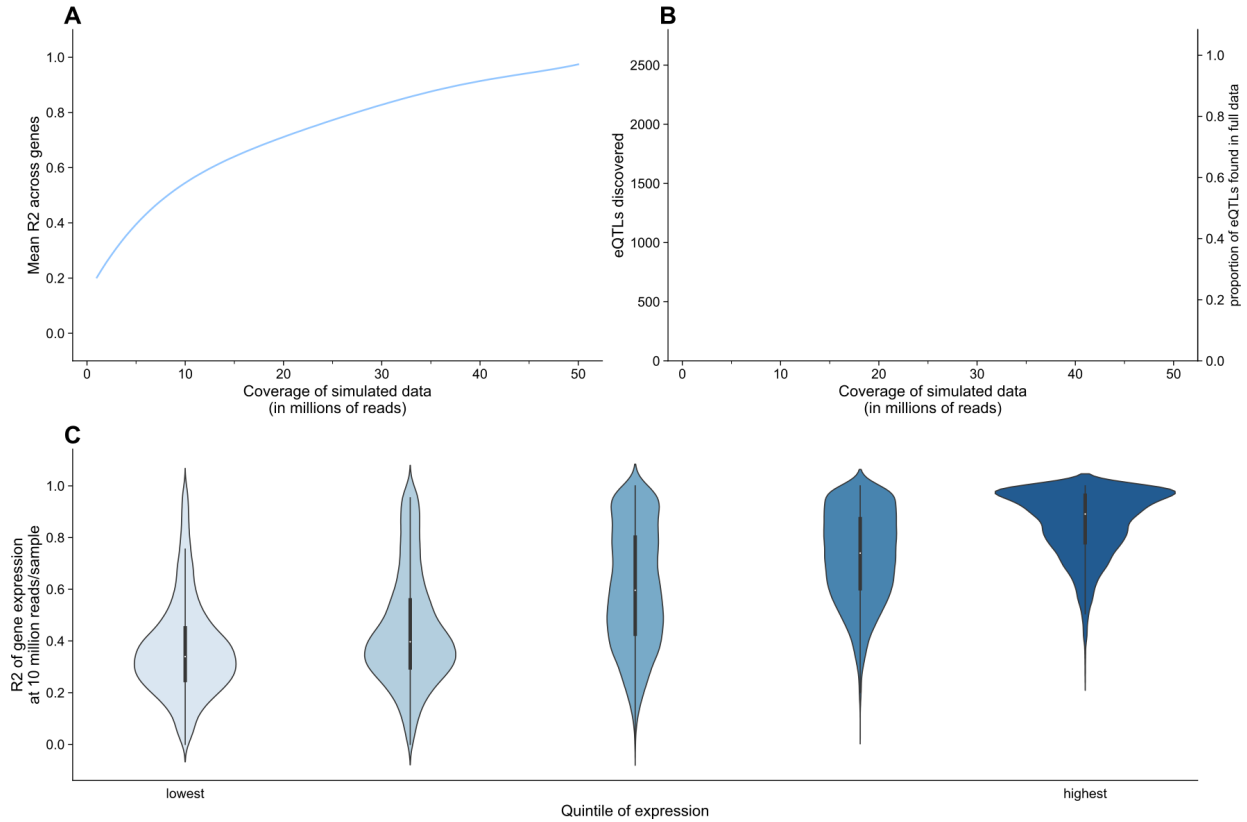 A
Mean R2 across genes
1.0
0.8
0.6
0.4
0.2
0.0
0 10 20 30 40 50
Coverage of simulated data
(in millions of reads)
B
eQTLs discovered
2500
2000
1500
1000
500
0
0 10 20 30 40 50
Coverage of simulated data
(in millions of reads)
1.0
0.8
0.6
0.4
0.2
0.0
proportion of eQTLs found in full data
C
R2 of gene expression
at 10 million reads/sample
1.0
0.8
0.6
0.4
0.2
0.0
lowest highest
Quintile of expression